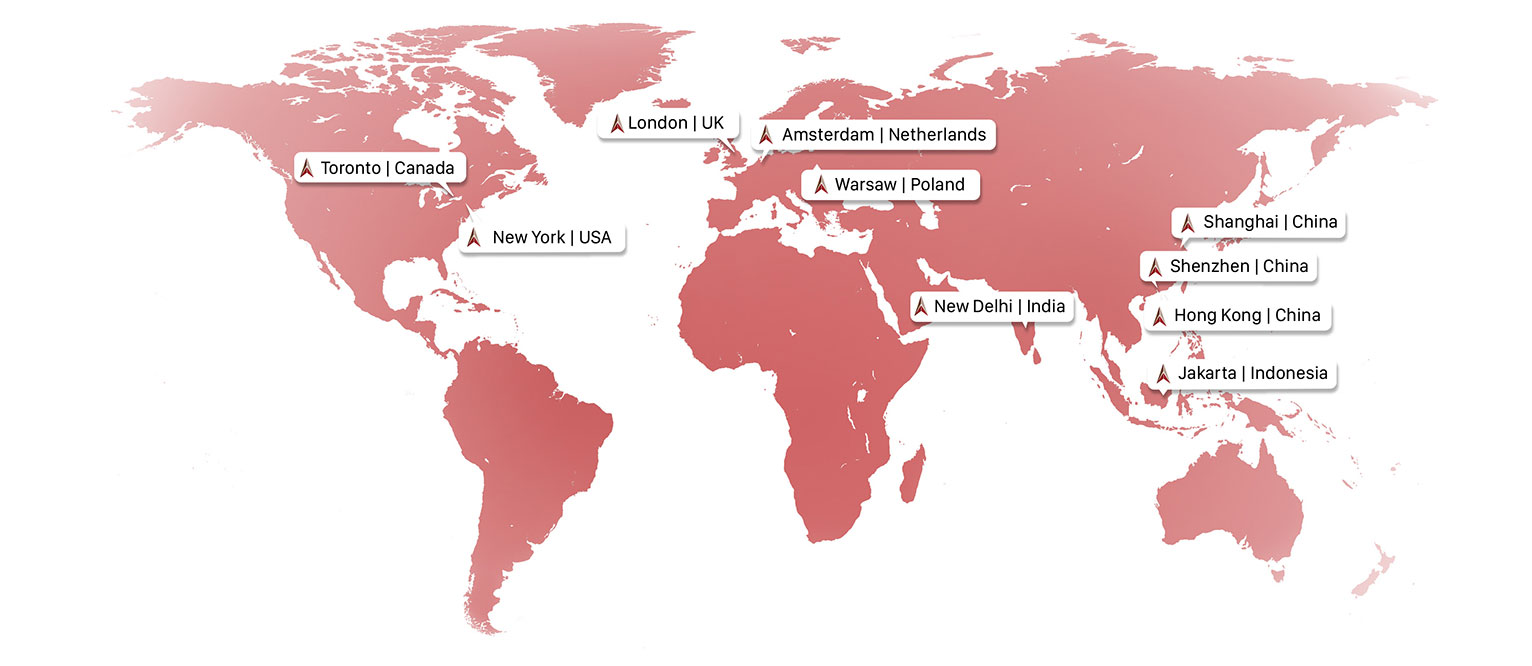 London | UK
Amsterdam | Netherlands
Toronto | Canada
Warsaw | Poland
New York | USA
Shanghai | China
Shenzhen | China
New Delhi | India
Hong Kong | China
Jakarta | Indonesia